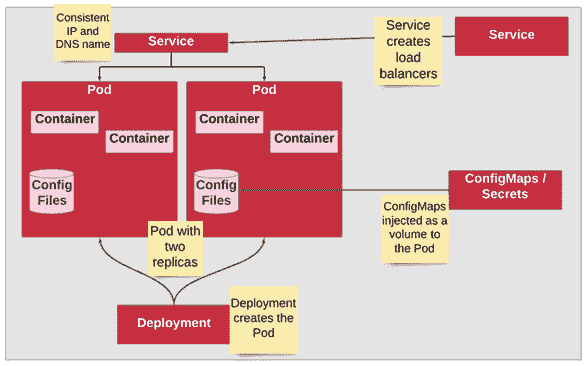 Consistent
IP and
DNS name
Service
Service
creates
load
balancers
Service
Pod
Container
Container
Config
Files
Pod
Container
Container
Config
Files
ConfigMaps /
Secrets
ConfigMaps
injected as a
volume to
the Pod
Pod with
two
replicas
Deployment
Deployment
creates the
Pod